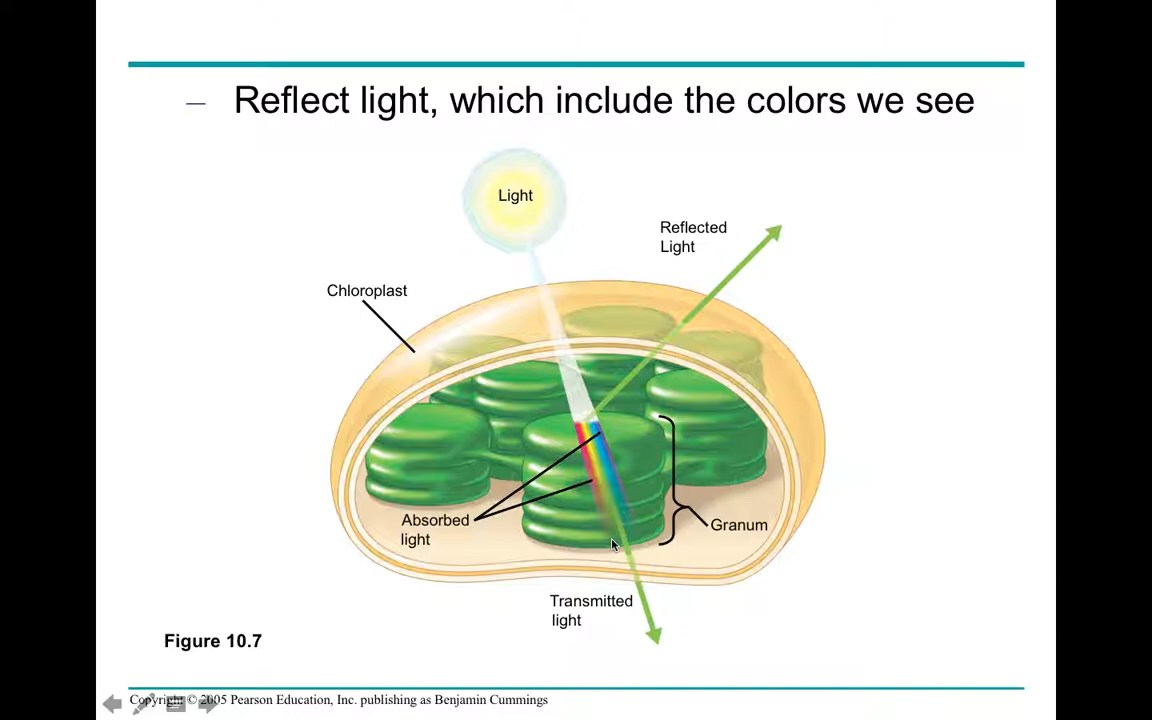 – Reflect light, which include the colors we see
Light
Reflected
Light
Chloroplast
Absorbed
light
Granum
Transmitted
light
Figure 10.7
Copyright © 2005 Pearson Education, Inc. publishing as Benjamin Cummings